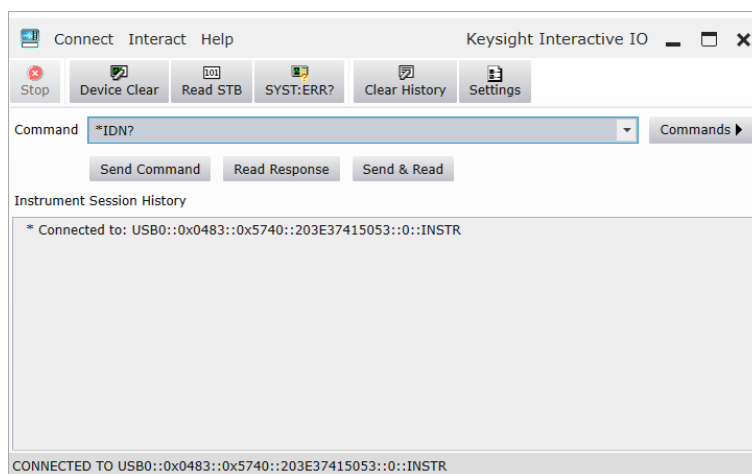 Connect Interact Help Keysight Interactive IO
Stop Device Clear 101 Read STB SYST:ERR? Clear History Settings
Command *IDN? Commands
Send Command Read Response Send & Read
Instrument Session History
* Connected to: USB0::0x0483::0x5740::203E37415053::0::INSTR
CONNECTED TO USB0::0x0483::0x5740::203E37415053::0::INSTR